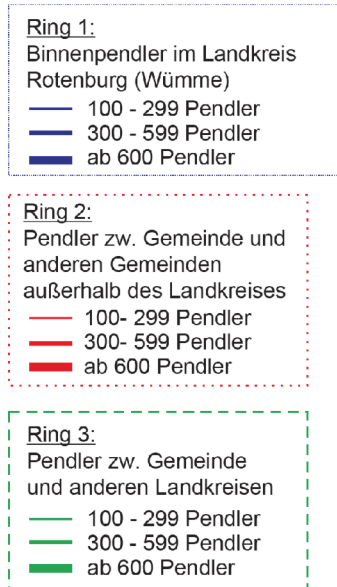 Ring 1:
Binnenpendler im Landkreis
Rotenburg (Wümme)
100 - 299 Pendler
300 - 599 Pendler
ab 600 Pendler
Ring 2:
Pendler zw. Gemeinde und
anderen Gemeinden
außerhalb des Landkreises
100- 299 Pendler
300- 599 Pendler
ab 600 Pendler
Ring 3:
Pendler zw. Gemeinde
und anderen Landkreisen
100 - 299 Pendler
300 - 599 Pendler
ab 600 Pendler